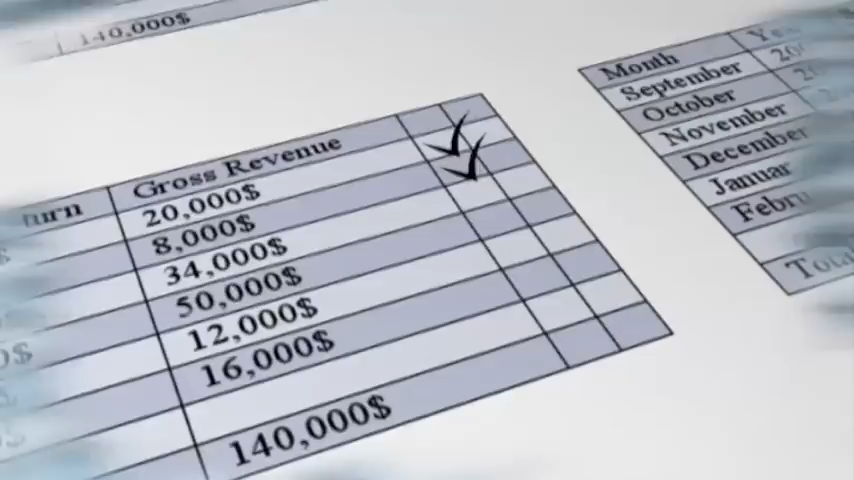 140,000$
Gross Revenue
20,000$
8,000$
34,000$
50,000$
12,000$
16,000$
140,000$
Month
September
October
November
December